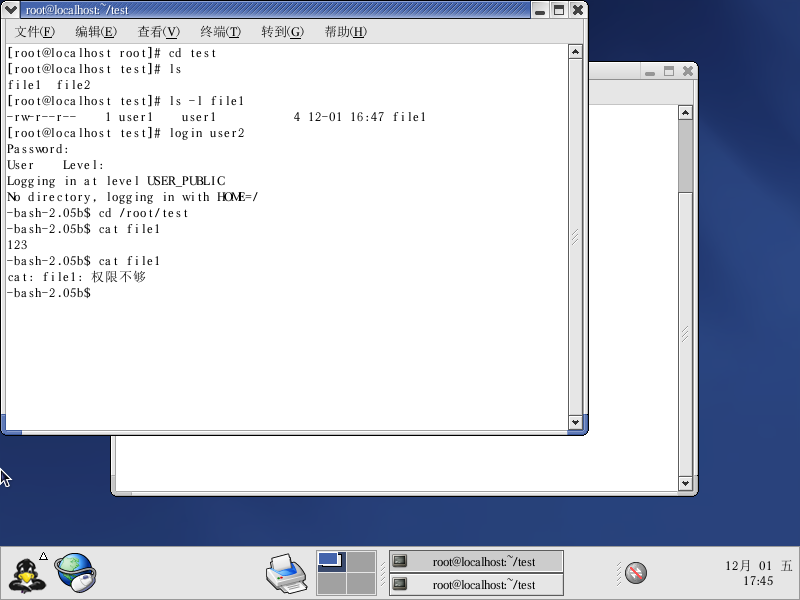 root@localhost:~/test
文件(F) 编辑(E) 查看(V) 终端(T) 转到(G) 帮助(H)
[root@localhost root]# cd test
[root@localhost test]# ls
file1  file2
[root@localhost test]# ls -l file1
-rw-r--r--    1 user1    user1           4 12-01 16:47 file1
[root@localhost test]# login user2
Password:
User    Level:
Logging in at level USER_PUBLIC
No directory, logging in with HOME=/
-bash-2.05b$ cd /root/test
-bash-2.05b$ cat file1
123
-bash-2.05b$ cat file1
cat: file1: 权限不够
-bash-2.05b$
root@localhost:~/test
root@localhost:~/test
12月 01 五
17:45